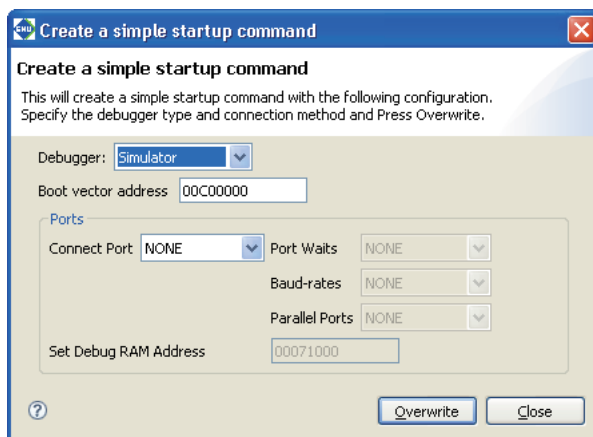 GNU Create a simple startup command
Create a simple startup command
This will create a simple startup command with the following configuration.
Specify the debugger type and connection method and Press Overwrite.
Debugger: Simulator
Boot vector address 00C00000
Ports
Connect Port NONE Port Waits NONE
Baud-rates NONE
Parallel Ports NONE
Set Debug RAM Address 00071000
? Overwrite Close